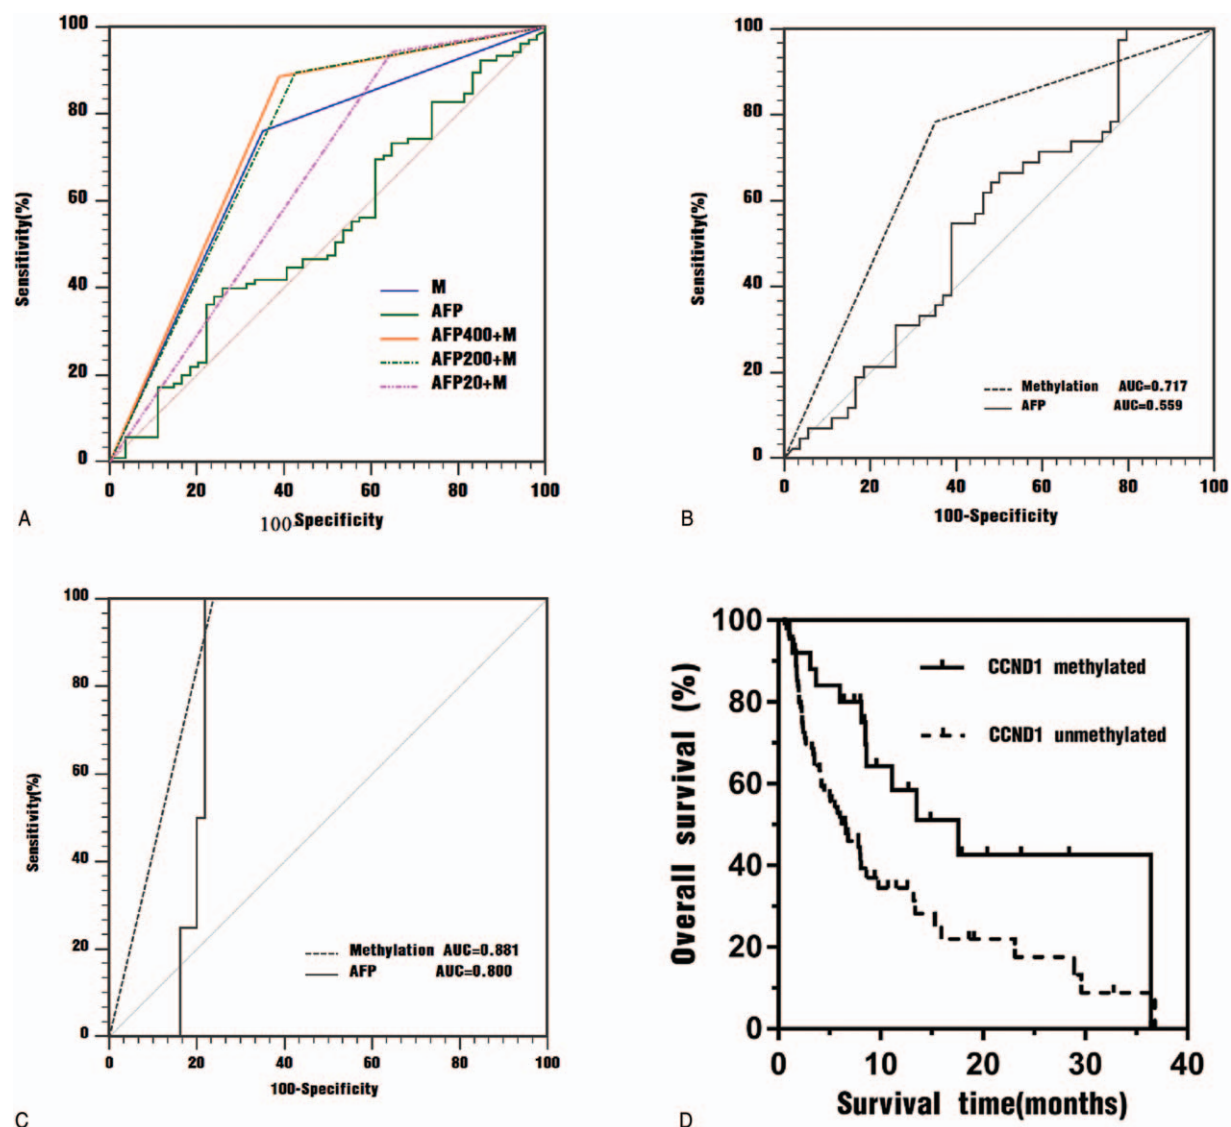 100
80
60
40
20
0
Sensitivity(%)
M
AFP
AFP400+M
AFP200+M
AFP20+M
0 20 40 60 80 100
100-Specificity
A
100
80
60
40
20
0
Sensitivity(%)
Methylation AUC=0.717
AFP AUC=0.559
0 20 40 60 80 100
100-Specificity
B
100
80
60
40
20
0
Sensitivity(%)
Methylation AUC=0.881
AFP AUC=0.800
0 20 40 60 80 100
100-Specificity
C
100
80
60
40
20
0
Overall survival (%)
CCND1 methylated
CCND1 unmethylated
0 10 20 30 40
Survival time(months)
D